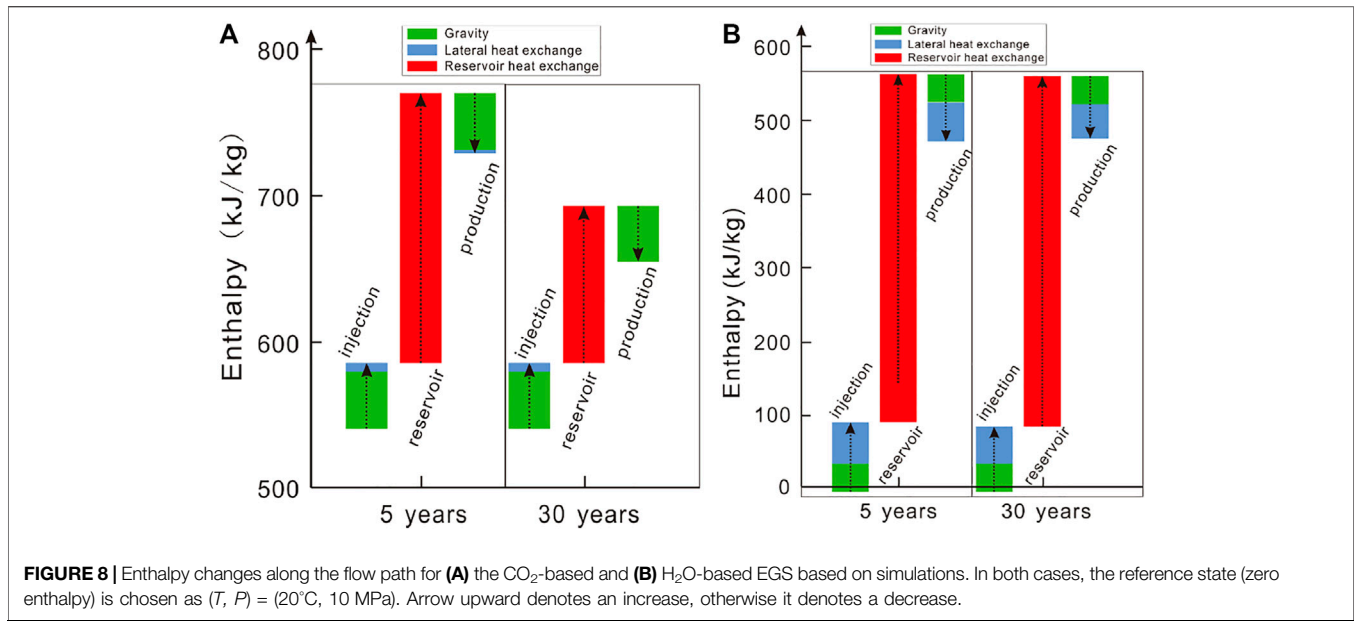 A
Enthalpy (kJ/kg)
800
700
600
500
Gravity
Lateral heat exchange
Reservoir heat exchange
injection
reservoir
production
injection
reservoir
production
5 years
30 years
B
Enthalpy (kJ/kg)
600
500
400
300
200
100
0
Gravity
Lateral heat exchange
Reservoir heat exchange
injection
reservoir
production
injection
reservoir
production
5 years
30 years
FIGURE 8 | Enthalpy changes along the flow path for (A) the CO₂-based and (B) H₂O-based EGS based on simulations. In both cases, the reference state (zero
enthalpy) is chosen as (T, P) = (20°C, 10 MPa). Arrow upward denotes an increase, otherwise it denotes a decrease.